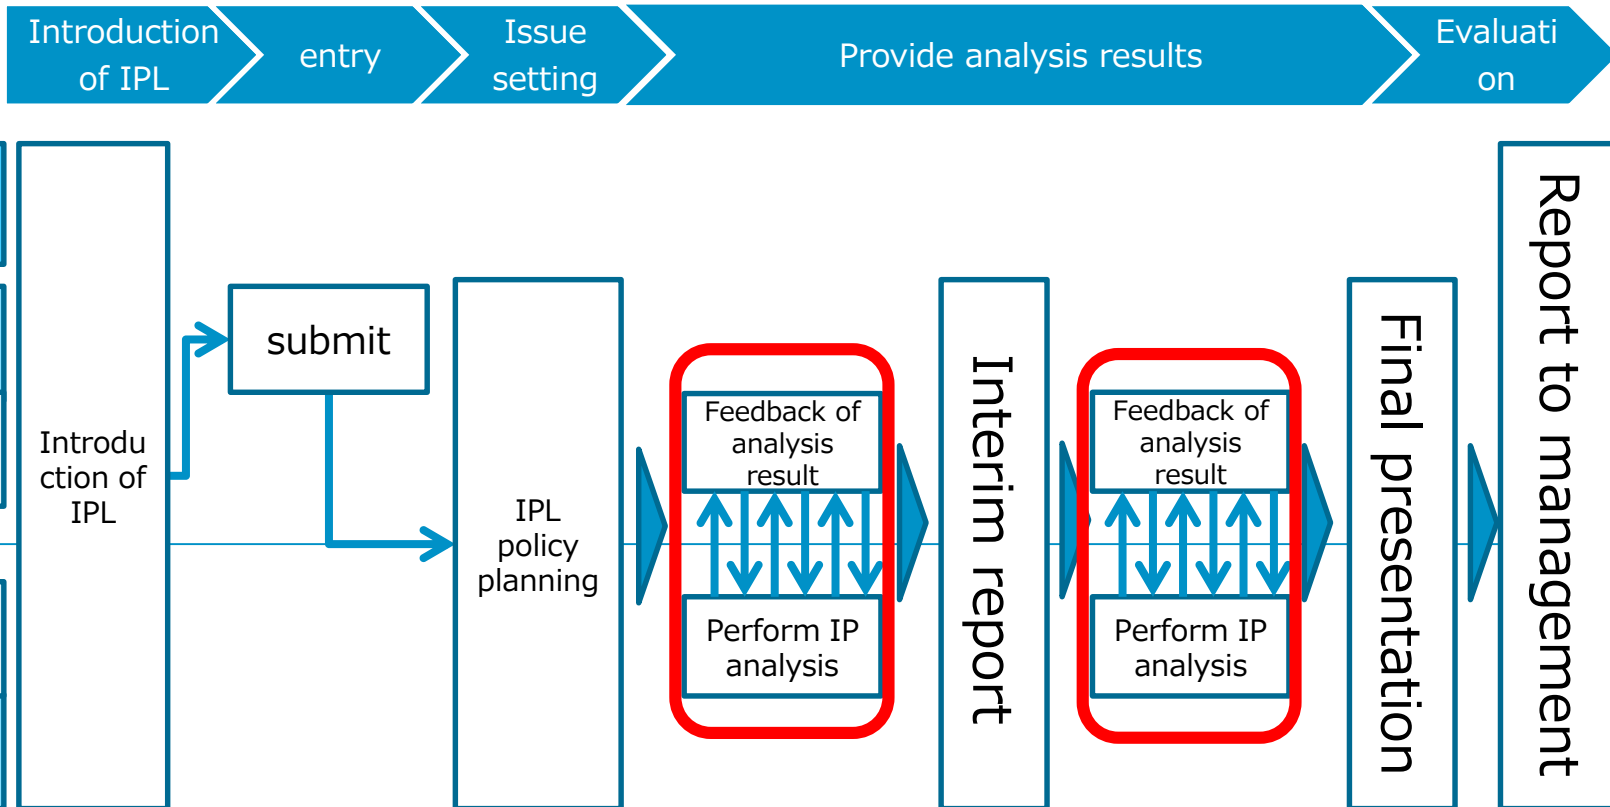 Introduction
of IPL
entry
Issue
setting
Provide analysis results
Evaluati
on
Introdu
ction of
IPL
submit
IPL
policy
planning
Feedback of
analysis
result
Perform IP
analysis
Interim report
Feedback of
analysis
result
Perform IP
analysis
Final presentation
Report to management